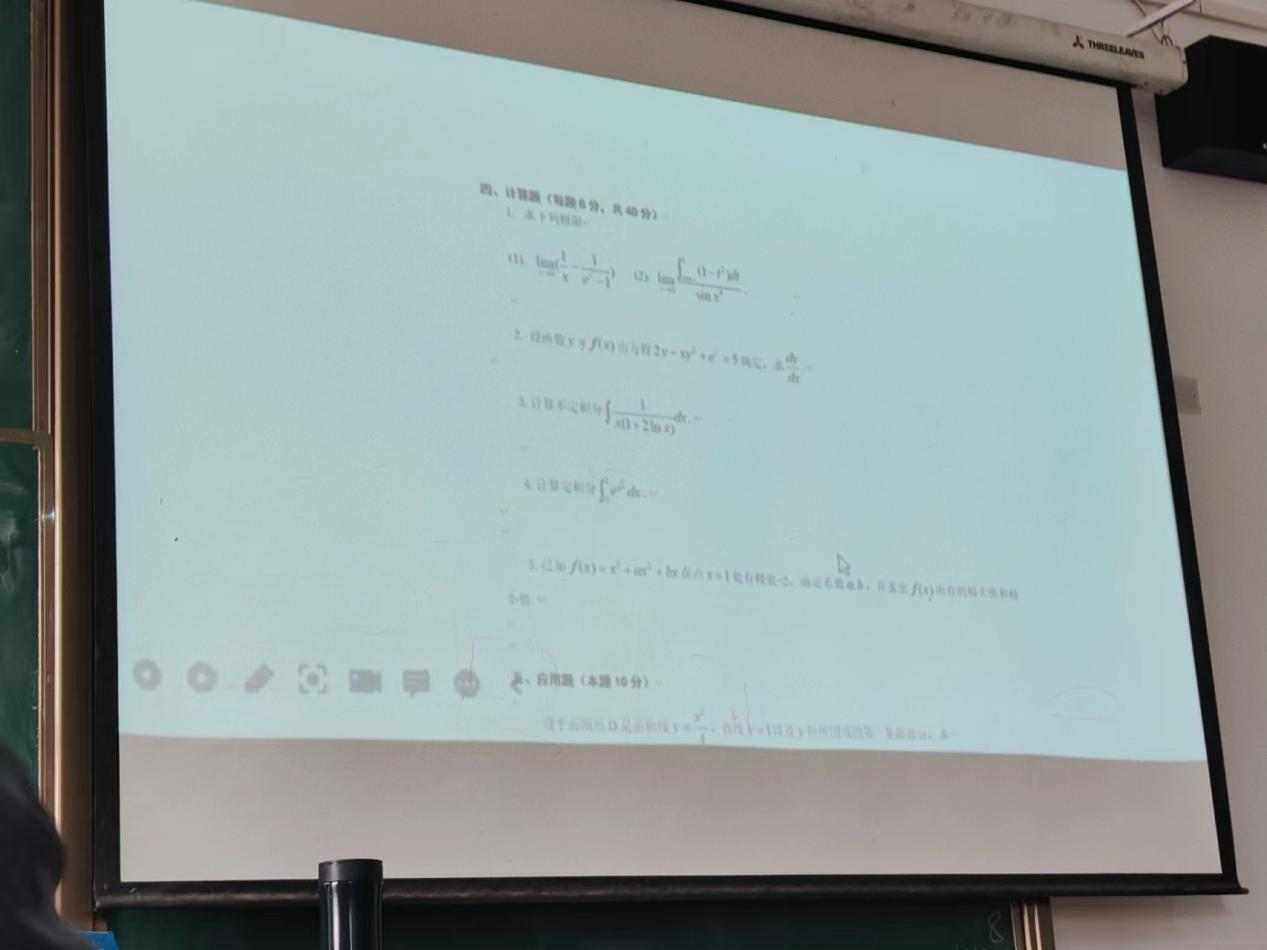 THREELEAVES
四、计算题（每题8分、共40分）
1. 求下列极限
(1). lim(1/x - 1/(e^x - 1)) (2). lim (1-t²)dt / sin x⁴
2. 设函数y=f(x)由方程2y-xy²+e^y=5确定，求dy/dx.
3. 计算不定积分∫1/(x(1+2ln x))dx.
4. 计算定积分∫ e^√x dx.
5. 已知f(x)=x³+ax²+bx在x=1处有极值-2，确定系数a,b，并求出f(x)所有的极大值和极
小值.
五、应用题（本题10分）
设平面图形D是由曲线y=x²/4，直线y=1以及y轴所围成的第一象限部分，求
8